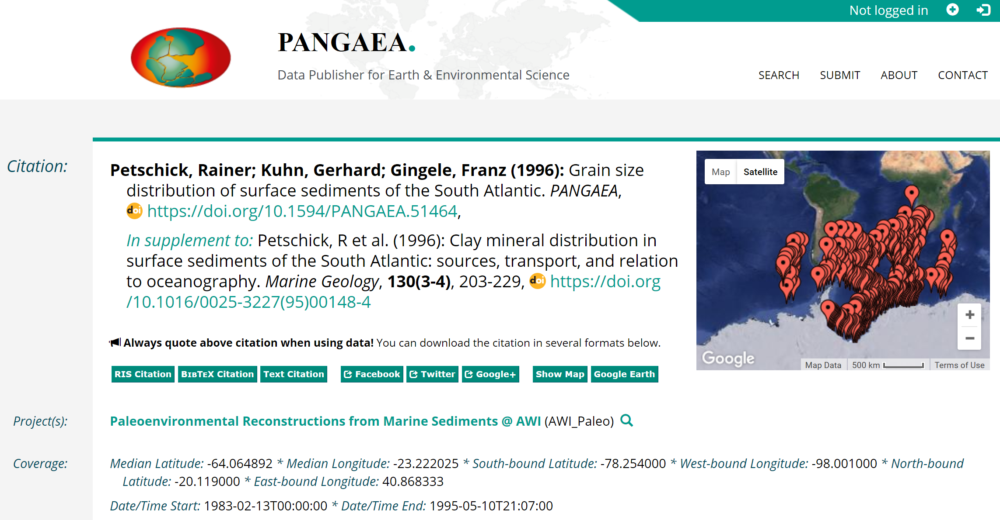 Not logged in
PANGAEA.
Data Publisher for Earth & Environmental Science
SEARCH SUBMIT ABOUT CONTACT
Citation:
Petschick, Rainer; Kuhn, Gerhard; Gingele, Franz (1996): Grain size
distribution of surface sediments of the South Atlantic. PANGAEA,
doi https://doi.org/10.1594/PANGAEA.51464,
In supplement to: Petschick, R et al. (1996): Clay mineral distribution in
surface sediments of the South Atlantic: sources, transport, and relation
to oceanography. Marine Geology, 130(3-4), 203-229, doi https://doi.org
/10.1016/0025-3227(95)00148-4
Always quote above citation when using data! You can download the citation in several formats below.
RIS Citation BIBTEX Citation Text Citation Facebook Twitter Google+ Show Map Google Earth
Map Satellite
+
−
Google
Map Data 500 km Terms of Use
Project(s):
Paleoenvironmental Reconstructions from Marine Sediments @ AWI (AWI_Paleo)
Coverage:
Median Latitude: -64.064892 * Median Longitude: -23.222025 * South-bound Latitude: -78.254000 * West-bound Longitude: -98.001000 * North-bound
Latitude: -20.119000 * East-bound Longitude: 40.868333
Date/Time Start: 1983-02-13T00:00:00 * Date/Time End: 1995-05-10T21:07:00